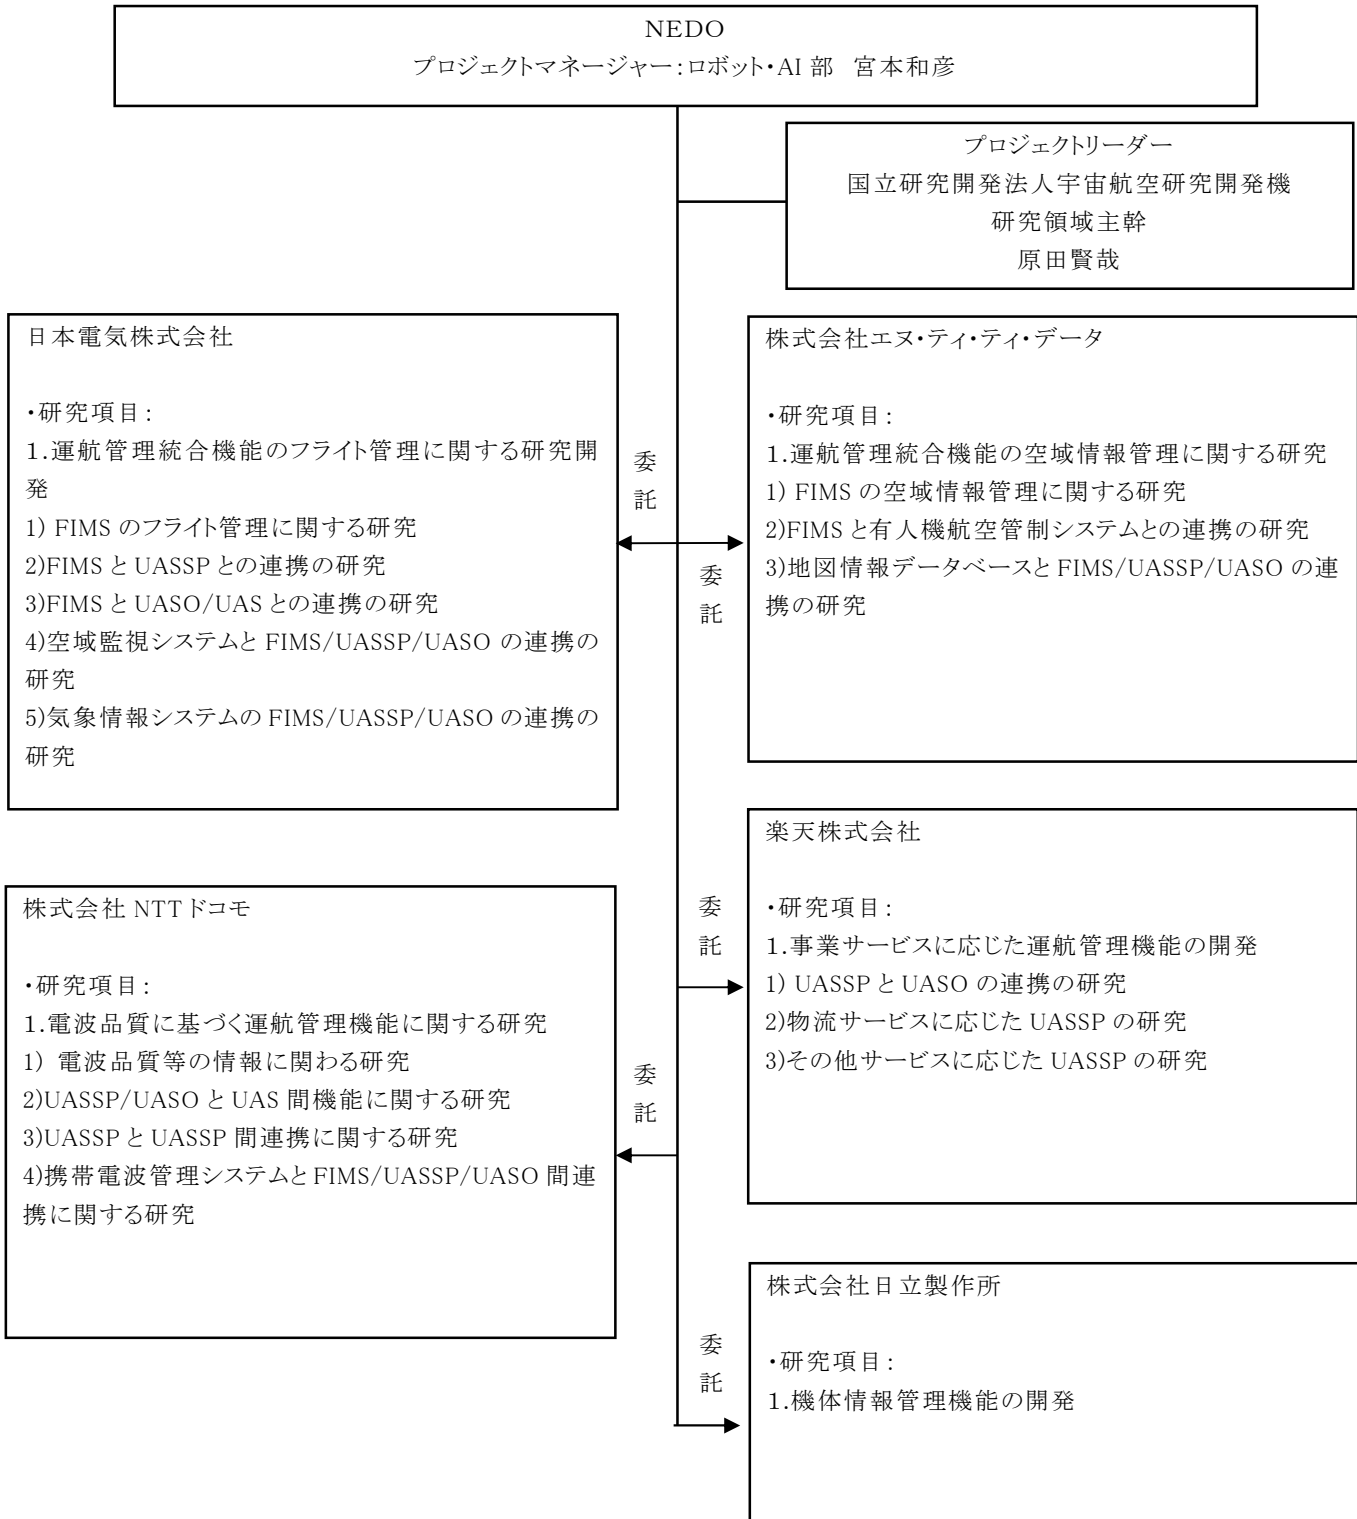 NEDO
プロジェクトマネージャー：ロボット・AI 部　宮本和彦
プロジェクトリーダー
国立研究開発法人宇宙航空研究開発機
研究領域主幹
原田賢哉
日本電気株式会社
・研究項目：
1.運航管理統合機能のフライト管理に関する研究開
発
1) FIMS のフライト管理に関する研究
2)FIMS と UASSP との連携の研究
3)FIMS と UASO/UAS との連携の研究
4)空域監視システムと FIMS/UASSP/UASO の連携の
研究
5)気象情報システムの FIMS/UASSP/UASO の連携の
研究
委
託
株式会社エヌ・ティ・ティ・データ
・研究項目：
1.運航管理統合機能の空域情報管理に関する研究
1) FIMS の空域情報管理に関する研究
2)FIMS と有人機航空管制システムとの連携の研究
3)地図情報データベースと FIMS/UASSP/UASO の連
携の研究
委
託
株式会社 NTTドコモ
・研究項目：
1.電波品質に基づく運航管理機能に関する研究
1) 電波品質等の情報に関わる研究
2)UASSP/UASO と UAS 間機能に関する研究
3)UASSP と UASSP 間連携に関する研究
4)携帯電波管理システムと FIMS/UASSP/UASO 間連
携に関する研究
委
託
楽天株式会社
・研究項目：
1.事業サービスに応じた運航管理機能の開発
1) UASSP と UASO の連携の研究
2)物流サービスに応じた UASSP の研究
3)その他サービスに応じた UASSP の研究
委
託
株式会社日立製作所
・研究項目：
1.機体情報管理機能の開発
委
託